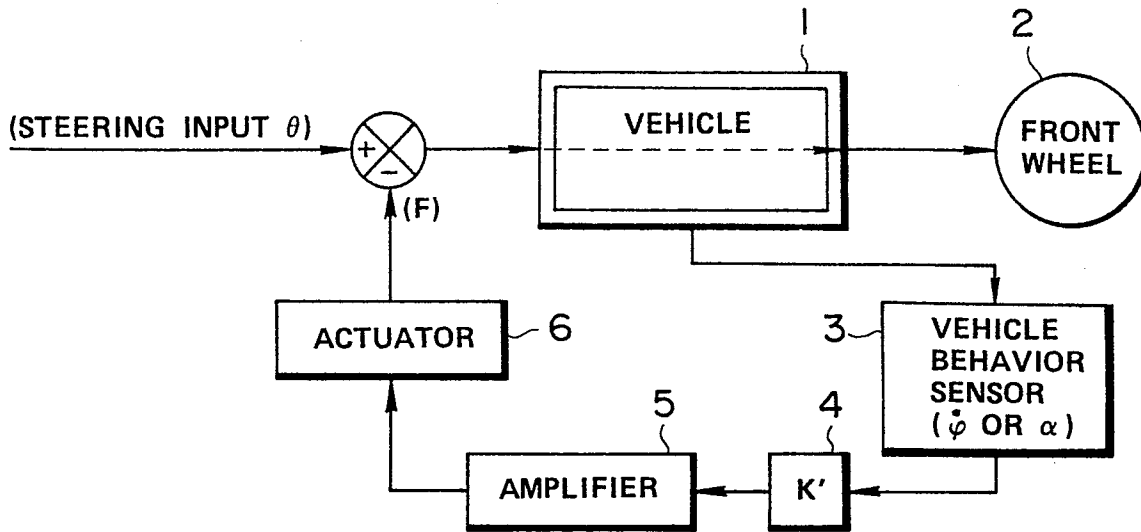 1
2
(STEERING INPUT θ)
+
−
(F)
VEHICLE
FRONT
WHEEL
ACTUATOR
6
3
VEHICLE
BEHAVIOR
SENSOR
(φ̇ OR α)
5
4
AMPLIFIER
K'